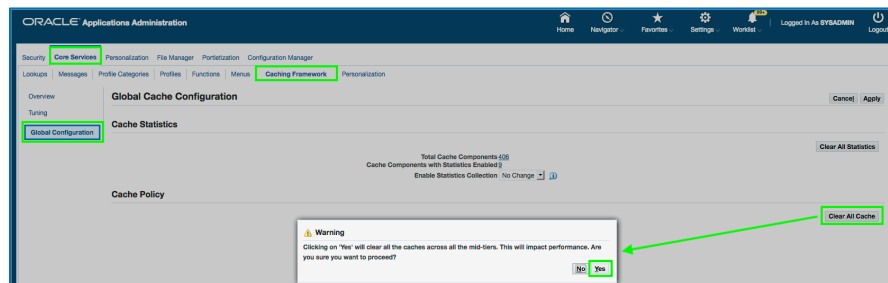 ORACLE Applications Administration
Home Navigator Favorites Settings Worklist 99+ Logged In As SYSADMIN Logout
Security Core Services Personalization File Manager Portletization Configuration Manager
Lookups Messages Profile Categories Profiles Functions Menus Caching Framework Personalization
Overview
Tuning
Global Configuration
Global Cache Configuration
Cancel Apply
Cache Statistics
Clear All Statistics
Total Cache Components 406
Cache Components with Statistics Enabled 9
Enable Statistics Collection No Change
Cache Policy
Clear All Cache
Warning
Clicking on 'Yes' will clear all the caches across all the mid-tiers. This will impact performance. Are
you sure you want to proceed?
No Yes